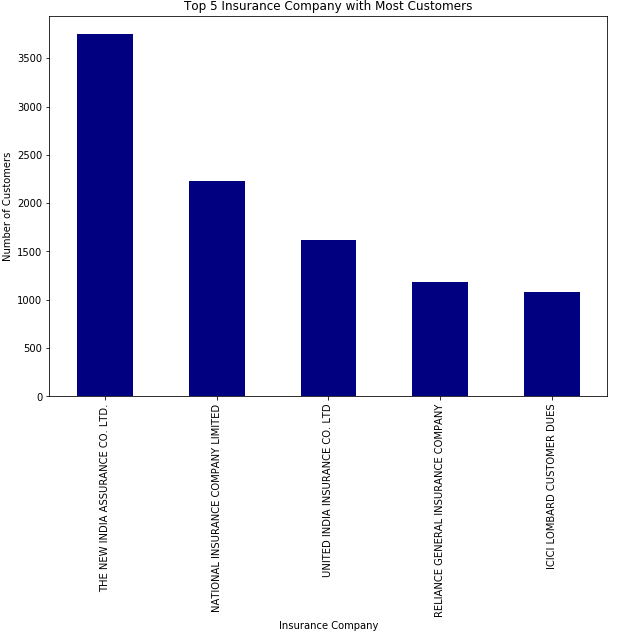 Top 5 Insurance Company with Most Customers
Number of Customers
3500
3000
2500
2000
1500
1000
500
0
THE NEW INDIA ASSURANCE CO. LTD.
NATIONAL INSURANCE COMPANY LIMITED
UNITED INDIA INSURANCE CO. LTD
RELIANCE GENERAL INSURANCE COMPANY
ICICI LOMBARD CUSTOMER DUES
Insurance Company